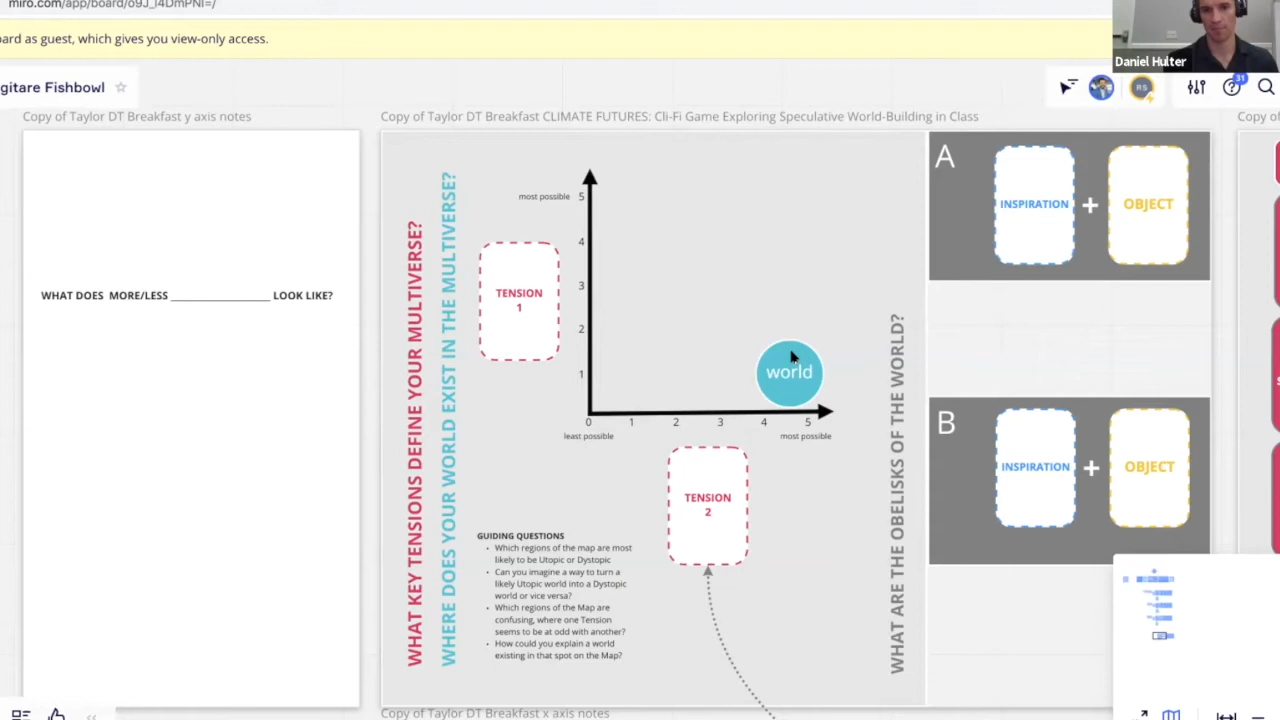 miro.com/app/board/o9J_l4DmPNI=/
oard as guest, which gives you view-only access.
Daniel Hulter
gitare Fishbowl
RS
31
Copy of Taylor DT Breakfast y axis notes
Copy of Taylor DT Breakfast CLIMATE FUTURES: Cli-Fi Game Exploring Speculative World-Building in Class
Copy of
WHAT DOES MORE/LESS ____________________ LOOK LIKE?
WHAT KEY TENSIONS DEFINE YOUR MULTIVERSE?
WHERE DOES YOUR WORLD EXIST IN THE MULTIVERSE?
most possible 5
4
3
2
1
TENSION
1
world
0 1 2 3 4 5
least possible most possible
TENSION
2
GUIDING QUESTIONS
• Which regions of the map are most
likely to be Utopic or Dystopic
• Can you imagine a way to turn a
likely Utopic world into a Dystopic
world or vice versa?
• Which regions of the Map are
confusing, where one Tension
seems to be at odd with another?
• How could you explain a world
existing in that spot on the Map?
WHAT ARE THE OBELISKS OF THE WORLD?
A
INSPIRATION + OBJECT
B
INSPIRATION + OBJECT
Copy of Taylor DT Breakfast x axis notes